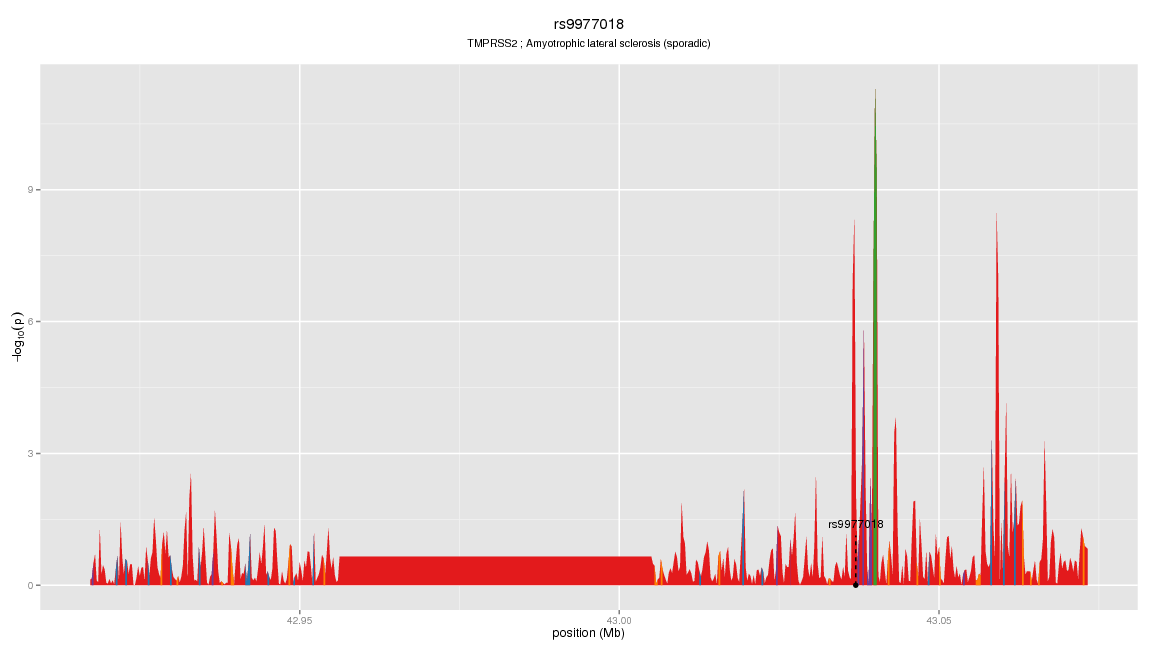 rs9977018
TMPRSS2 ; Amyotrophic lateral sclerosis (sporadic)
−log10(p)
9
6
3
0
rs9977018
42.95
43.00
43.05
position (Mb)